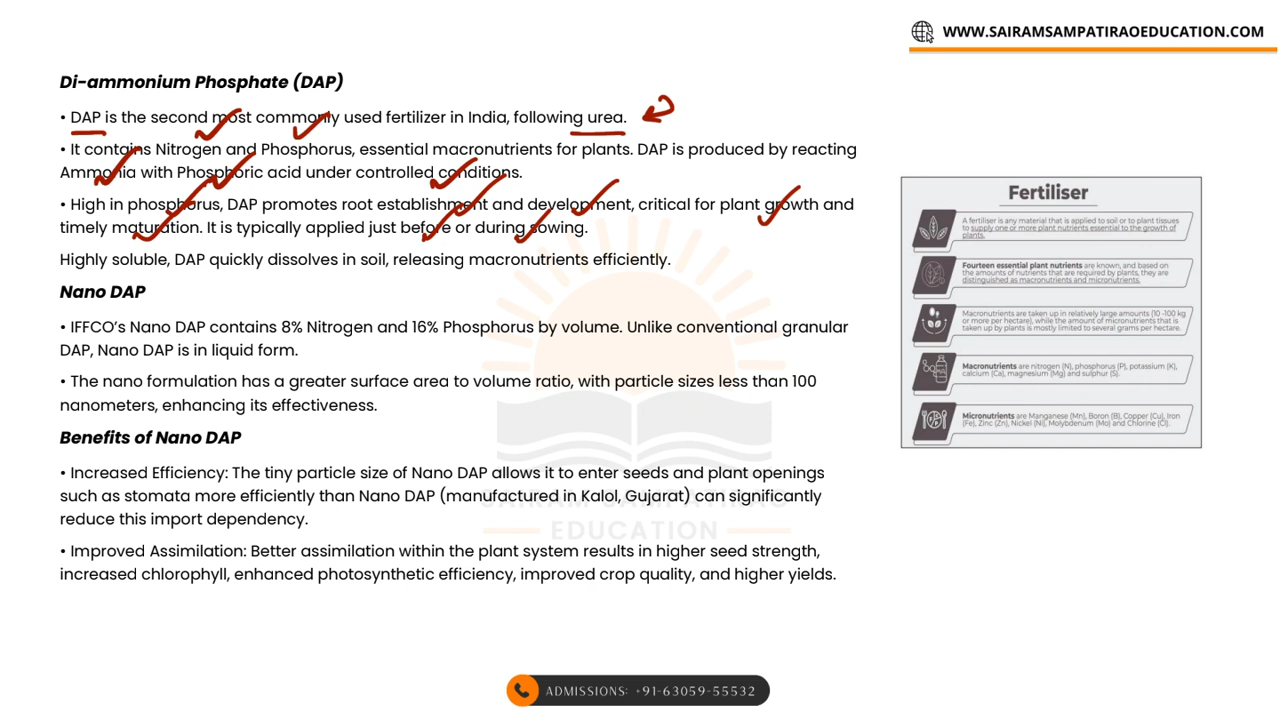 WWW.SAIRAMSAMPATIRAOEDUCATION.COM
Di-ammonium Phosphate (DAP)
• DAP is the second most commonly used fertilizer in India, following urea.
• It contains Nitrogen and Phosphorus, essential macronutrients for plants. DAP is produced by reacting
Ammonia with Phosphoric acid under controlled conditions.
• High in phosphorus, DAP promotes root establishment and development, critical for plant growth and
timely maturation. It is typically applied just before or during sowing.
Highly soluble, DAP quickly dissolves in soil, releasing macronutrients efficiently.
Nano DAP
• IFFCO's Nano DAP contains 8% Nitrogen and 16% Phosphorus by volume. Unlike conventional granular
DAP, Nano DAP is in liquid form.
• The nano formulation has a greater surface area to volume ratio, with particle sizes less than 100
nanometers, enhancing its effectiveness.
Benefits of Nano DAP
• Increased Efficiency: The tiny particle size of Nano DAP allows it to enter seeds and plant openings
such as stomata more efficiently than Nano DAP (manufactured in Kalol, Gujarat) can significantly
reduce this import dependency.
• Improved Assimilation: Better assimilation within the plant system results in higher seed strength,
increased chlorophyll, enhanced photosynthetic efficiency, improved crop quality, and higher yields.
Fertiliser
A fertiliser is any material that is applied to soil or to plant tissues
to supply one or more plant nutrients essential to the growth of
plants.
Fourteen essential plant nutrients are known, and based on
the amounts of nutrients that are required by plants, they are
distinguished as macronutrients and micronutrients.
Macronutrients are taken up in relatively large amounts (10 -100 kg
or more per hectare), while the amount of micronutrients that is
taken up by plants is mostly limited to several grams per hectare.
Macronutrients are nitrogen (N), phosphorus (P), potassium (K),
calcium (Ca), magnesium (Mg) and sulphur (S).
Micronutrients are Manganese (Mn), Boron (B), Copper (Cu), Iron
(Fe), Zinc (Zn), Nickel (Ni), Molybdenum (Mo) and Chlorine (Cl).
SAIRAM SAMPATIRAO
EDUCATION
ADMISSIONS: +91-63059-55532